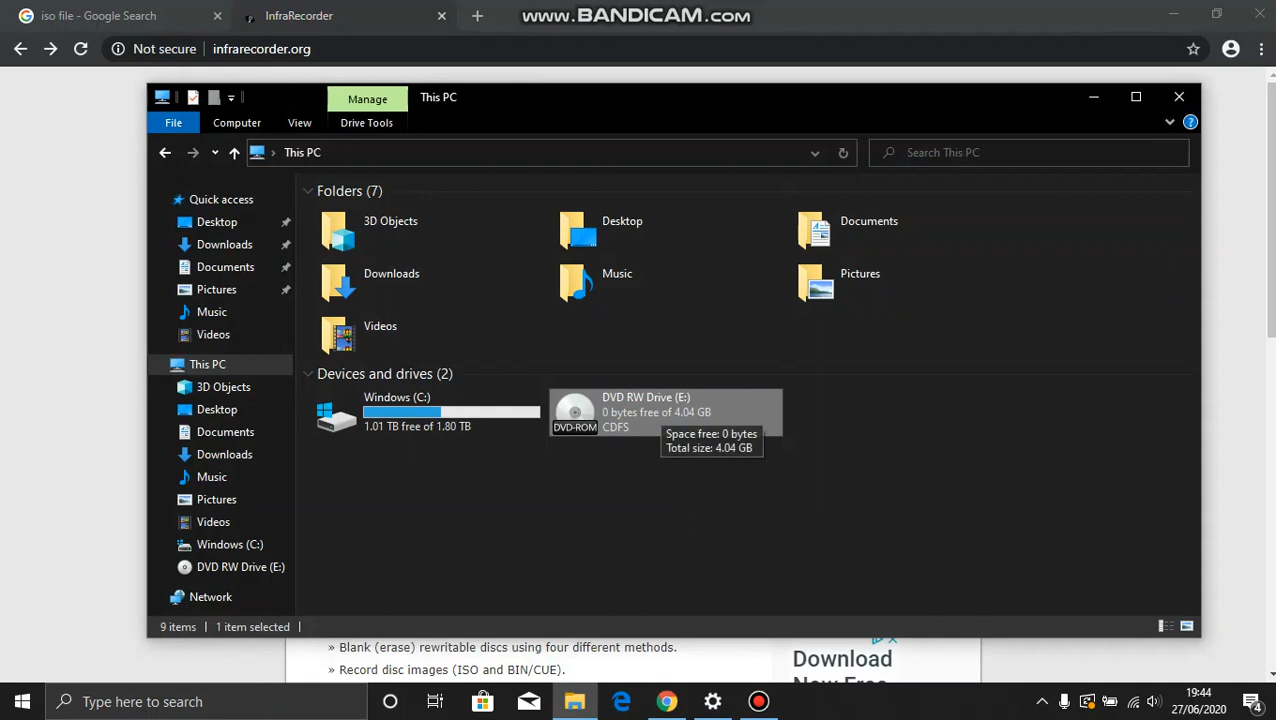 iso file - Google Search
InfraRecorder
www.BANDICAM.com
Not secure
infrarecorder.org
Manage
This PC
File
Computer
View
Drive Tools
This PC
Search This PC
Quick access
Desktop
Downloads
Documents
Pictures
Music
Videos
This PC
3D Objects
Desktop
Documents
Downloads
Music
Pictures
Videos
Windows (C:)
DVD RW Drive (E:)
Network
Folders (7)
3D Objects
Desktop
Documents
Downloads
Music
Pictures
Videos
Devices and drives (2)
Windows (C:)
1.01 TB free of 1.80 TB
DVD-ROM
DVD RW Drive (E:)
0 bytes free of 4.04 GB
CDFS
Space free: 0 bytes
Total size: 4.04 GB
9 items
1 item selected
» Blank (erase) rewritable discs using four different methods.
» Record disc images (ISO and BIN/CUE).
Download
Now Free
Type here to search
19:44
27/06/2020
4